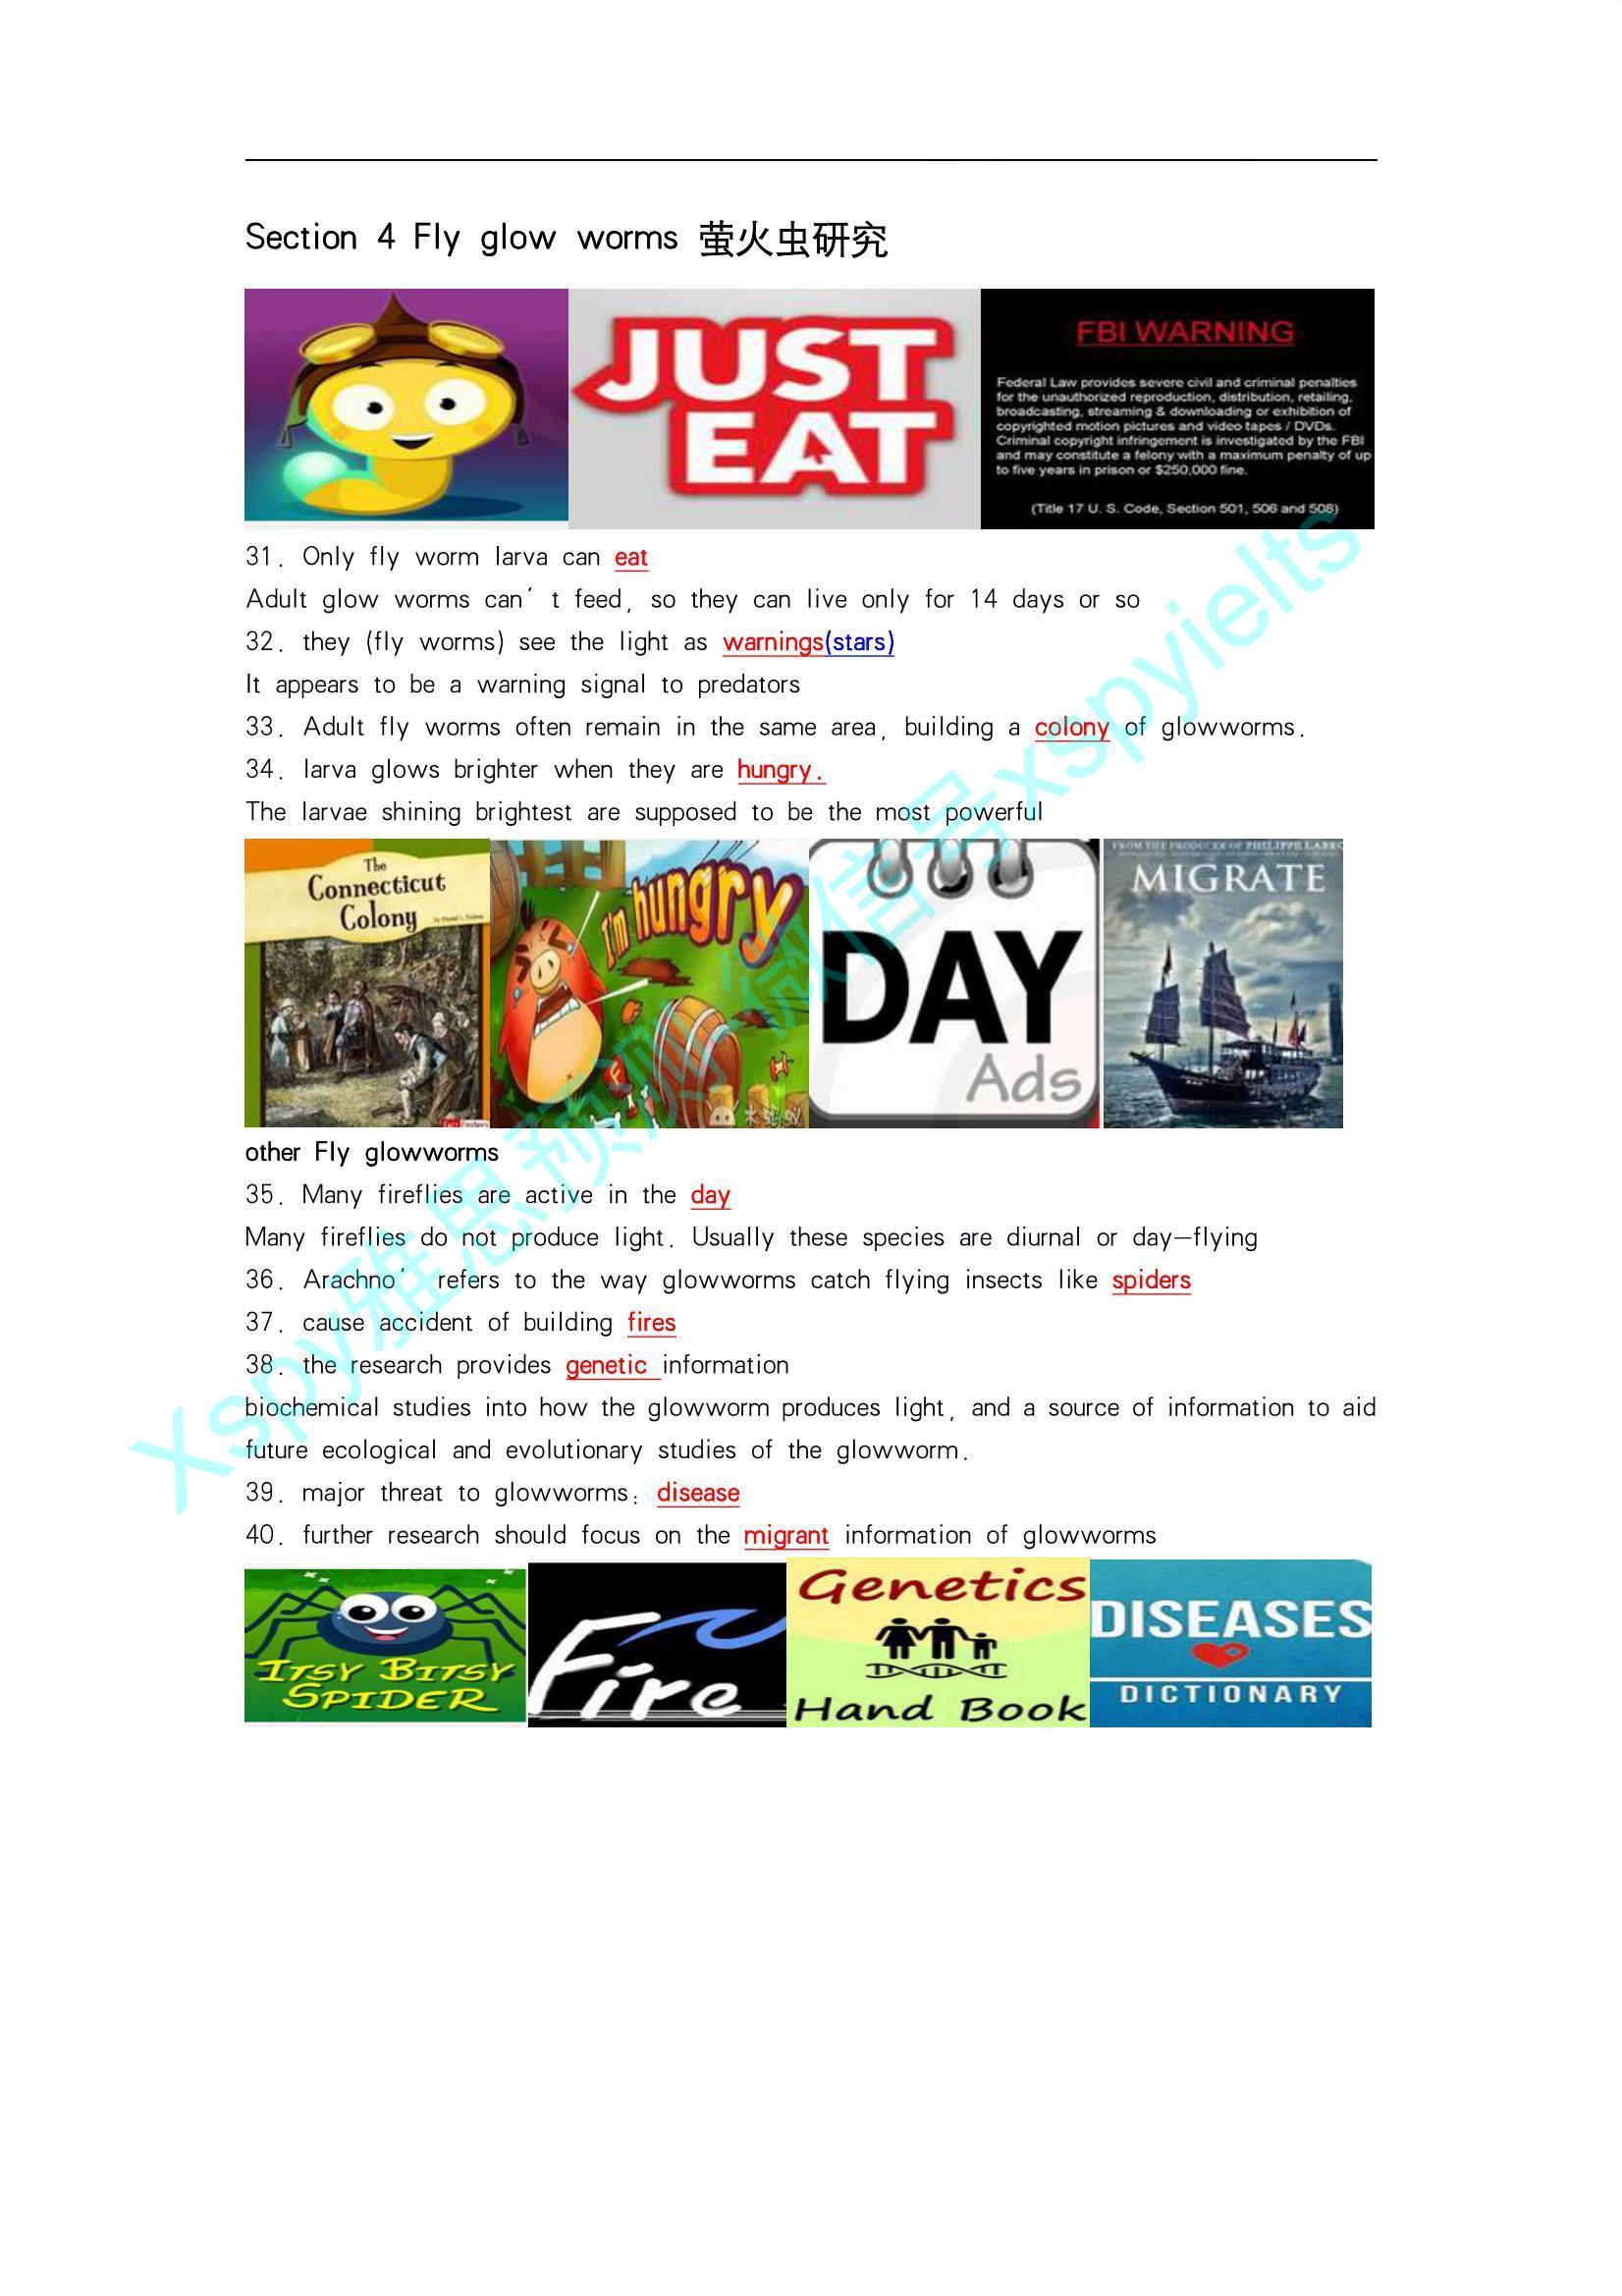 Section 4 Fly glow worms 萤火虫研究
JUST
EAT
FBI WARNING
Federal Law provides severe civil and criminal penalties
for the unauthorized reproduction, distribution, retailing,
broadcasting, streaming & downloading or exhibition of
copyrighted motion pictures and video tapes / DVDs.
Criminal copyright infringement is investigated by the FBI
and may constitute a felony with a maximum penalty of up
to five years in prison or $250,000 fine.
(Title 17 U. S. Code, Section 501, 506 and 508)
31. Only fly worm larva can eat
Adult glow worms can' t feed, so they can live only for 14 days or so
32. they (fly worms) see the light as warnings(stars)
It appears to be a warning signal to predators
33. Adult fly worms often remain in the same area, building a colony of glowworms.
34. larva glows brighter when they are hungry.
The larvae shining brightest are supposed to be the most powerful
The
Connecticut
Colony
I'm hungry
DAY
Ads
FROM THE PRODUCER OF PHILIPPE
MIGRATE
other Fly glowworms
35. Many fireflies are active in the day
Many fireflies do not produce light. Usually these species are diurnal or day-flying
36. Arachno' refers to the way glowworms catch flying insects like spiders
37. cause accident of building fires
38. the research provides genetic information
biochemical studies into how the glowworm produces light, and a source of information to aid
future ecological and evolutionary studies of the glowworm.
39. major threat to glowworms: disease
40. further research should focus on the migrant information of glowworms
ITSY BITSY
SPIDER
Fire
Genetics
Hand Book
DISEASES
DICTIONARY
Xspy雅思预测 微信号xspyielts